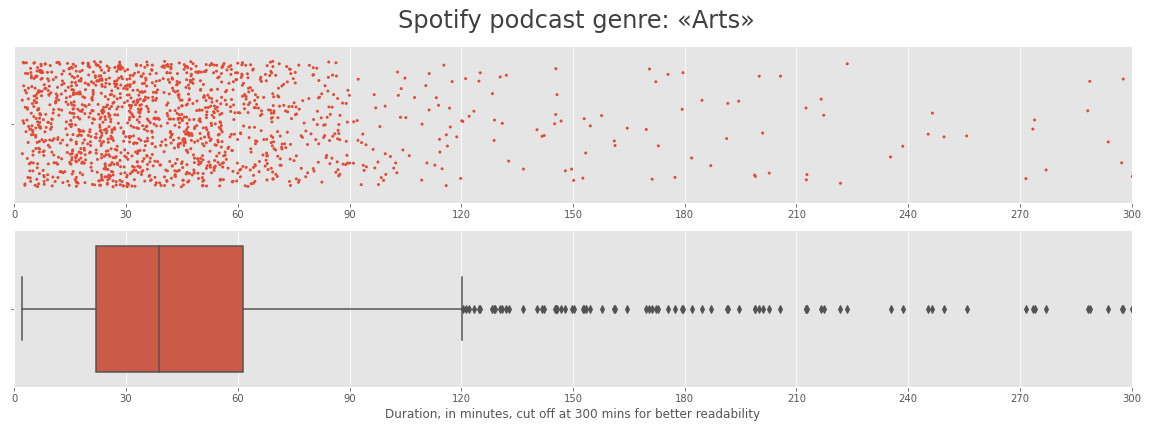 Spotify podcast genre: «Arts»
0 30 60 90 120 150 180 210 240 270 300
0 30 60 90 120 150 180 210 240 270 300
Duration, in minutes, cut off at 300 mins for better readability